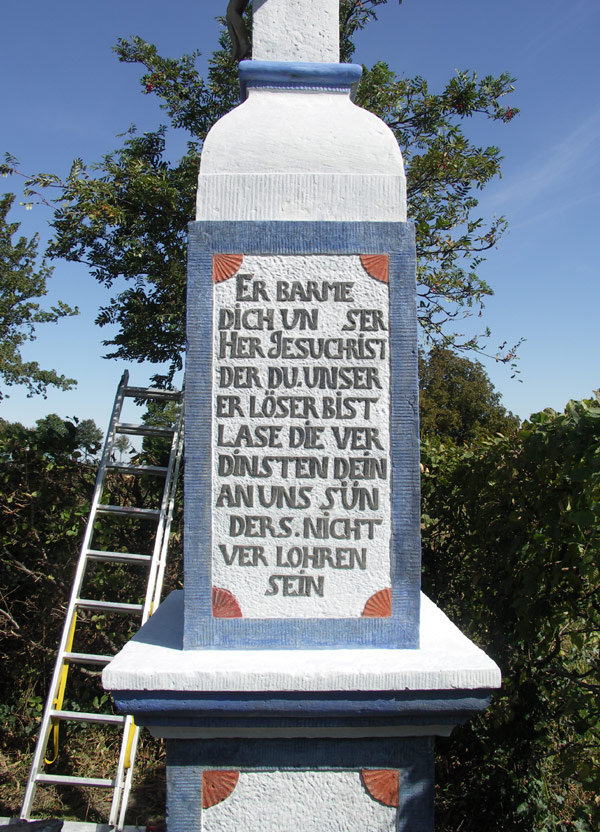 ER BARME
DICH UN SER
HER JESUCHRIST
DER DU. UNSER
ER LÖSER BIST
LASE DIE VER
DINSTEN DEIN
AN UNS SÜN
DERS. NICHT
VER LOHREN
SEIN